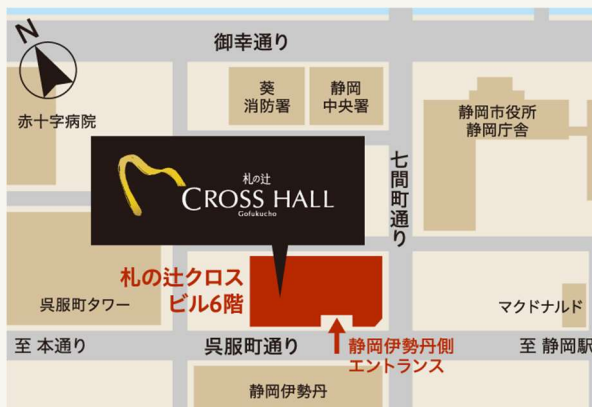 N
御幸通り
葵
消防署
静岡
中央署
静岡市役所
静岡庁舎
赤十字病院
七間町通り
札の辻
CROSS HALL
Gofukucho
札の辻クロス
ビル6階
呉服町タワー
マクドナルド
至 本通り
呉服町通り
静岡伊勢丹側
エントランス
至 静岡駅
静岡伊勢丹